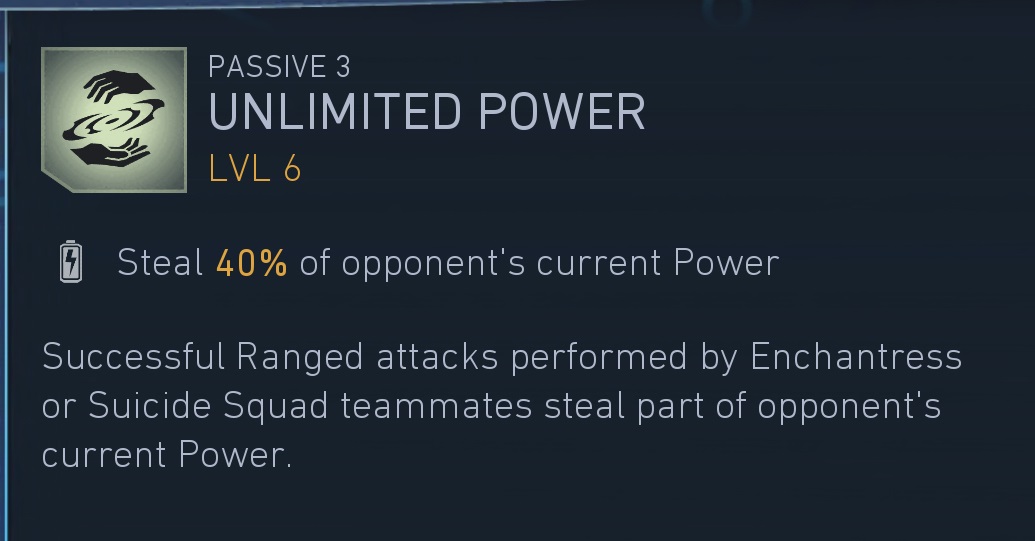 PASSIVE 3
UNLIMITED POWER
LVL 6
Steal 40% of opponent's current Power
Successful Ranged attacks performed by Enchantress
or Suicide Squad teammates steal part of opponent's
current Power.